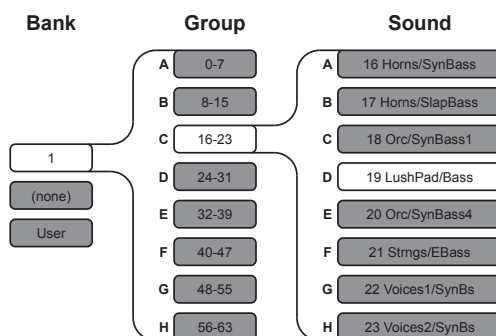 Bank Group Sound
A 0-7 A 16 Horns/SynBass
B 8-15 B 17 Horns/SlapBass
1 C 16-23 C 18 Orc/SynBass1
(none) D 24-31 D 19 LushPad/Bass
User E 32-39 E 20 Orc/SynBass4
F 40-47 F 21 Strngs/EBass
G 48-55 G 22 Voices1/SynBs
H 56-63 H 23 Voices2/SynBs